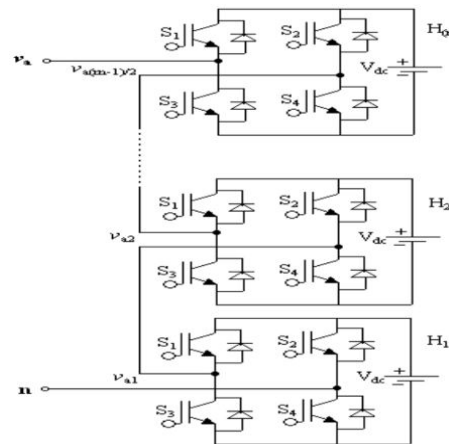 S1 S2 H
va
va(m-1)/2 Vdc + −
S3 S4
S1 S2 H2
va2 Vdc + −
S3 S4
S1 S2 H1
va1 Vdc + −
n
S3 S4